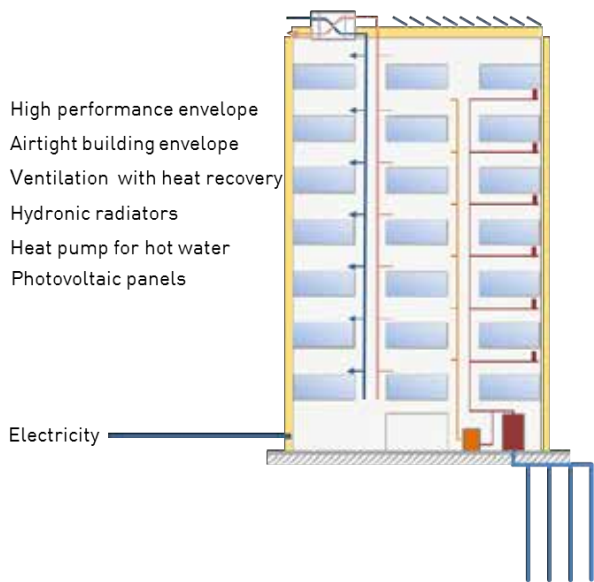 High performance envelope
Airtight building envelope
Ventilation with heat recovery
Hydronic radiators
Heat pump for hot water
Photovoltaic panels
Electricity